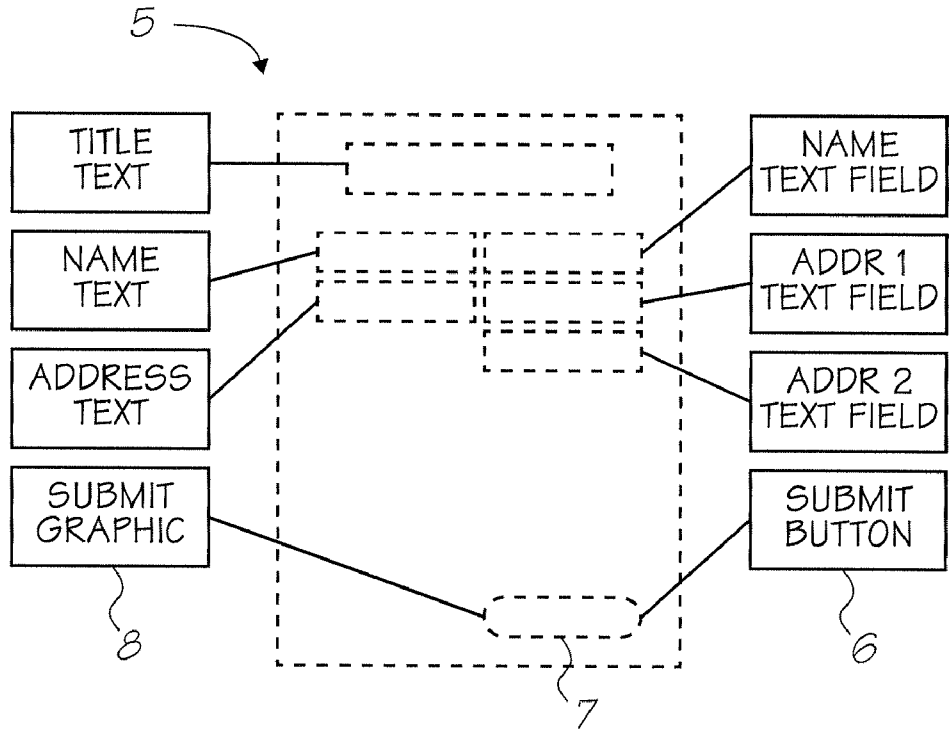 5
TITLE
TEXT
NAME
TEXT
ADDRESS
TEXT
SUBMIT
GRAPHIC
8
NAME
TEXT FIELD
ADDR 1
TEXT FIELD
ADDR 2
TEXT FIELD
SUBMIT
BUTTON
6
7